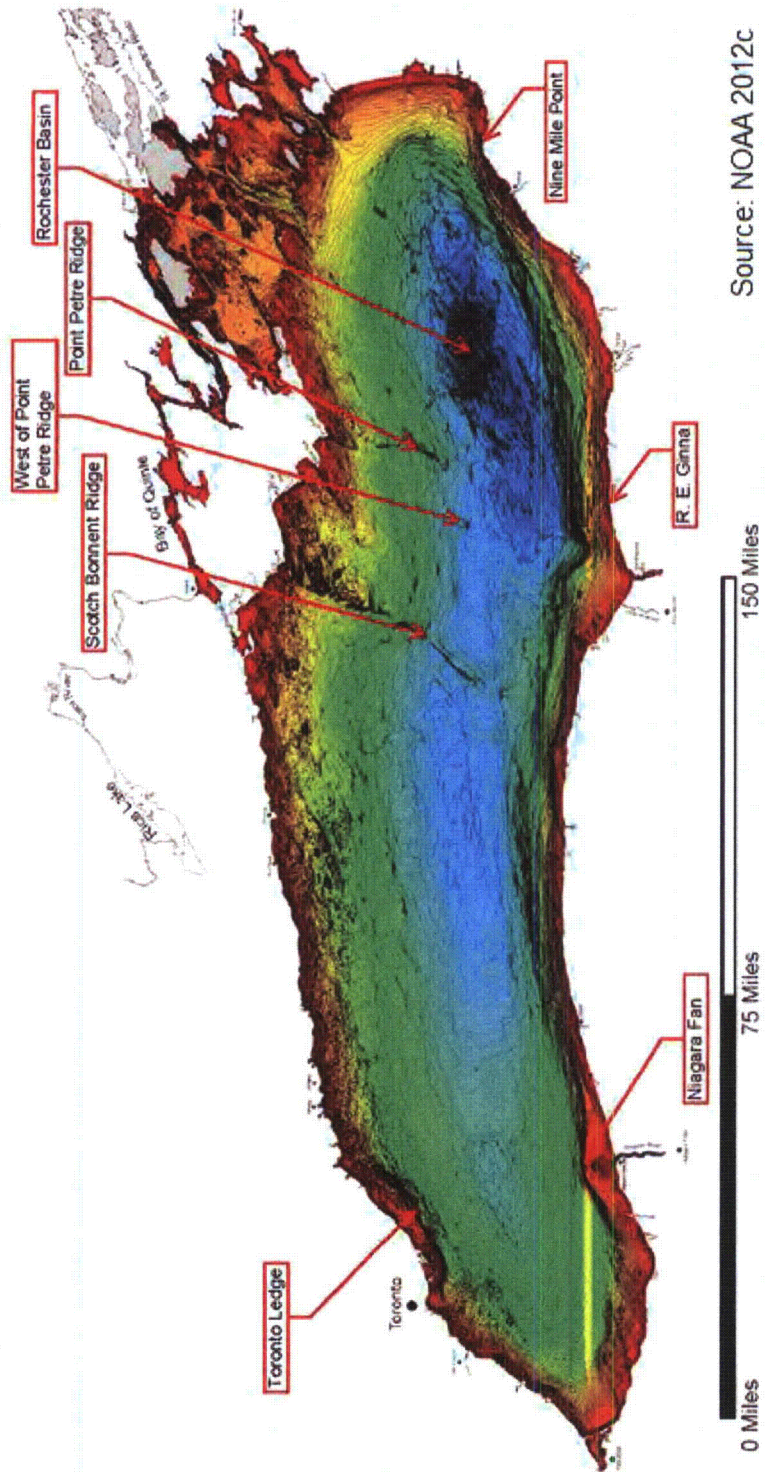 Toronto Ledge
Toronto
Rice Lake
Scotch Bonnent Ridge
Bay of Quinte
West of Point
Petre Ridge
Point Petre Ridge
Rochester Basin
Nine Mile Point
R. E. Ginna
Niagara Fan
0 Miles
75 Miles
150 Miles
Source: NOAA 2012c